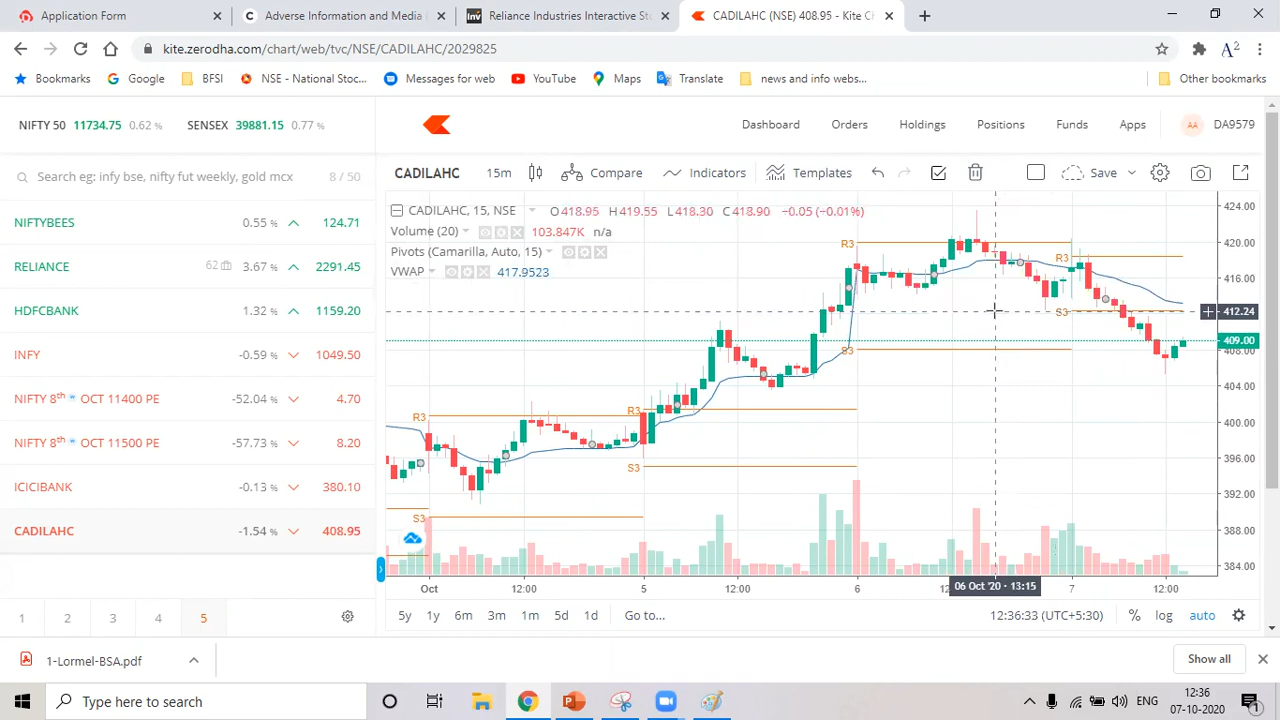 Application Form
Adverse Information and Media (
Reliance Industries Interactive Sto
CADILAHC (NSE) 408.95 - Kite Ch
kite.zerodha.com/chart/web/tvc/NSE/CADILAHC/2029825
Bookmarks
Google
BFSI
NSE - National Stoc...
Messages for web
YouTube
Maps
Translate
news and info webs...
Other bookmarks
NIFTY 50 11734.75 0.62 %
SENSEX 39881.15 0.77 %
Dashboard
Orders
Holdings
Positions
Funds
Apps
AA
DA9579
Search eg: infy bse, nifty fut weekly, gold mcx
8 / 50
NIFTYBEES 0.55 % 124.71
RELIANCE 62 3.67 % 2291.45
HDFCBANK 1.32 % 1159.20
INFY -0.59 % 1049.50
NIFTY 8th w OCT 11400 PE -52.04 % 4.70
NIFTY 8th w OCT 11500 PE -57.73 % 8.20
ICICIBANK -0.13 % 380.10
CADILAHC -1.54 % 408.95
1 2 3 4 5
CADILAHC
15m
Compare
Indicators
Templates
Save
CADILAHC, 15, NSE
O418.95 H419.55 L418.30 C418.90 −0.05 (−0.01%)
Volume (20)
103.847K n/a
Pivots (Camarilla, Auto, 15)
VWAP
417.9523
R3
S3
R3
S3
R3
S3
R3
S3
424.00
420.00
416.00
412.24
409.00
408.00
404.00
400.00
396.00
392.00
388.00
384.00
Oct 12:00 5 12:00 6 12 06 Oct '20 · 13:15 7 12:00
5y 1y 6m 3m 1m 5d 1d Go to...
12:36:33 (UTC+5:30) % log auto
1-Lormel-BSA.pdf
Show all
Type here to search
ENG
12:36
07-10-2020
1